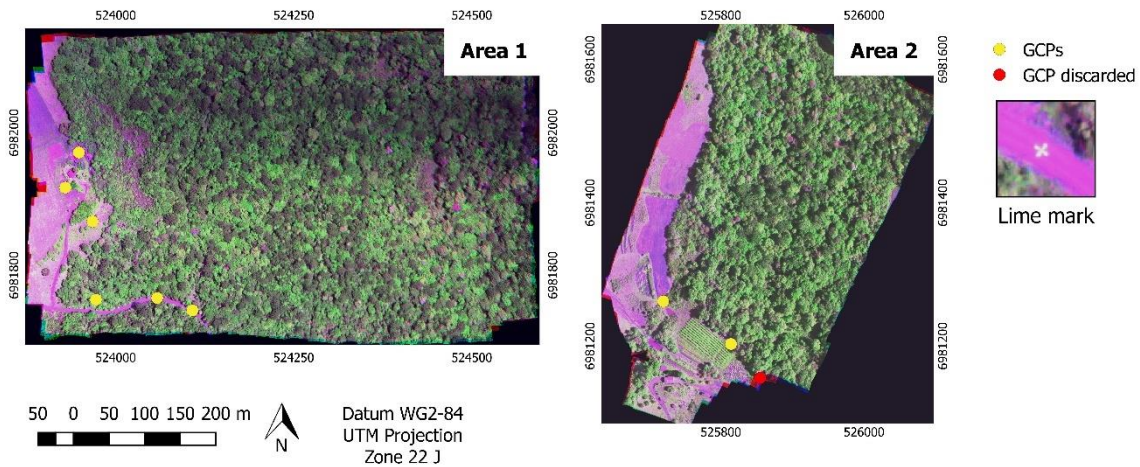 524000 524250 524500
Area 1
6982000
6981800
6982000
6981800
524000 524250 524500
525800 526000
Area 2
6981600
6981400
6981200
6981600
6981400
6981200
525800 526000
GCPs
GCP discarded
Lime mark
50 0 50 100 150 200 m
N
Datum WG2-84
UTM Projection
Zone 22 J